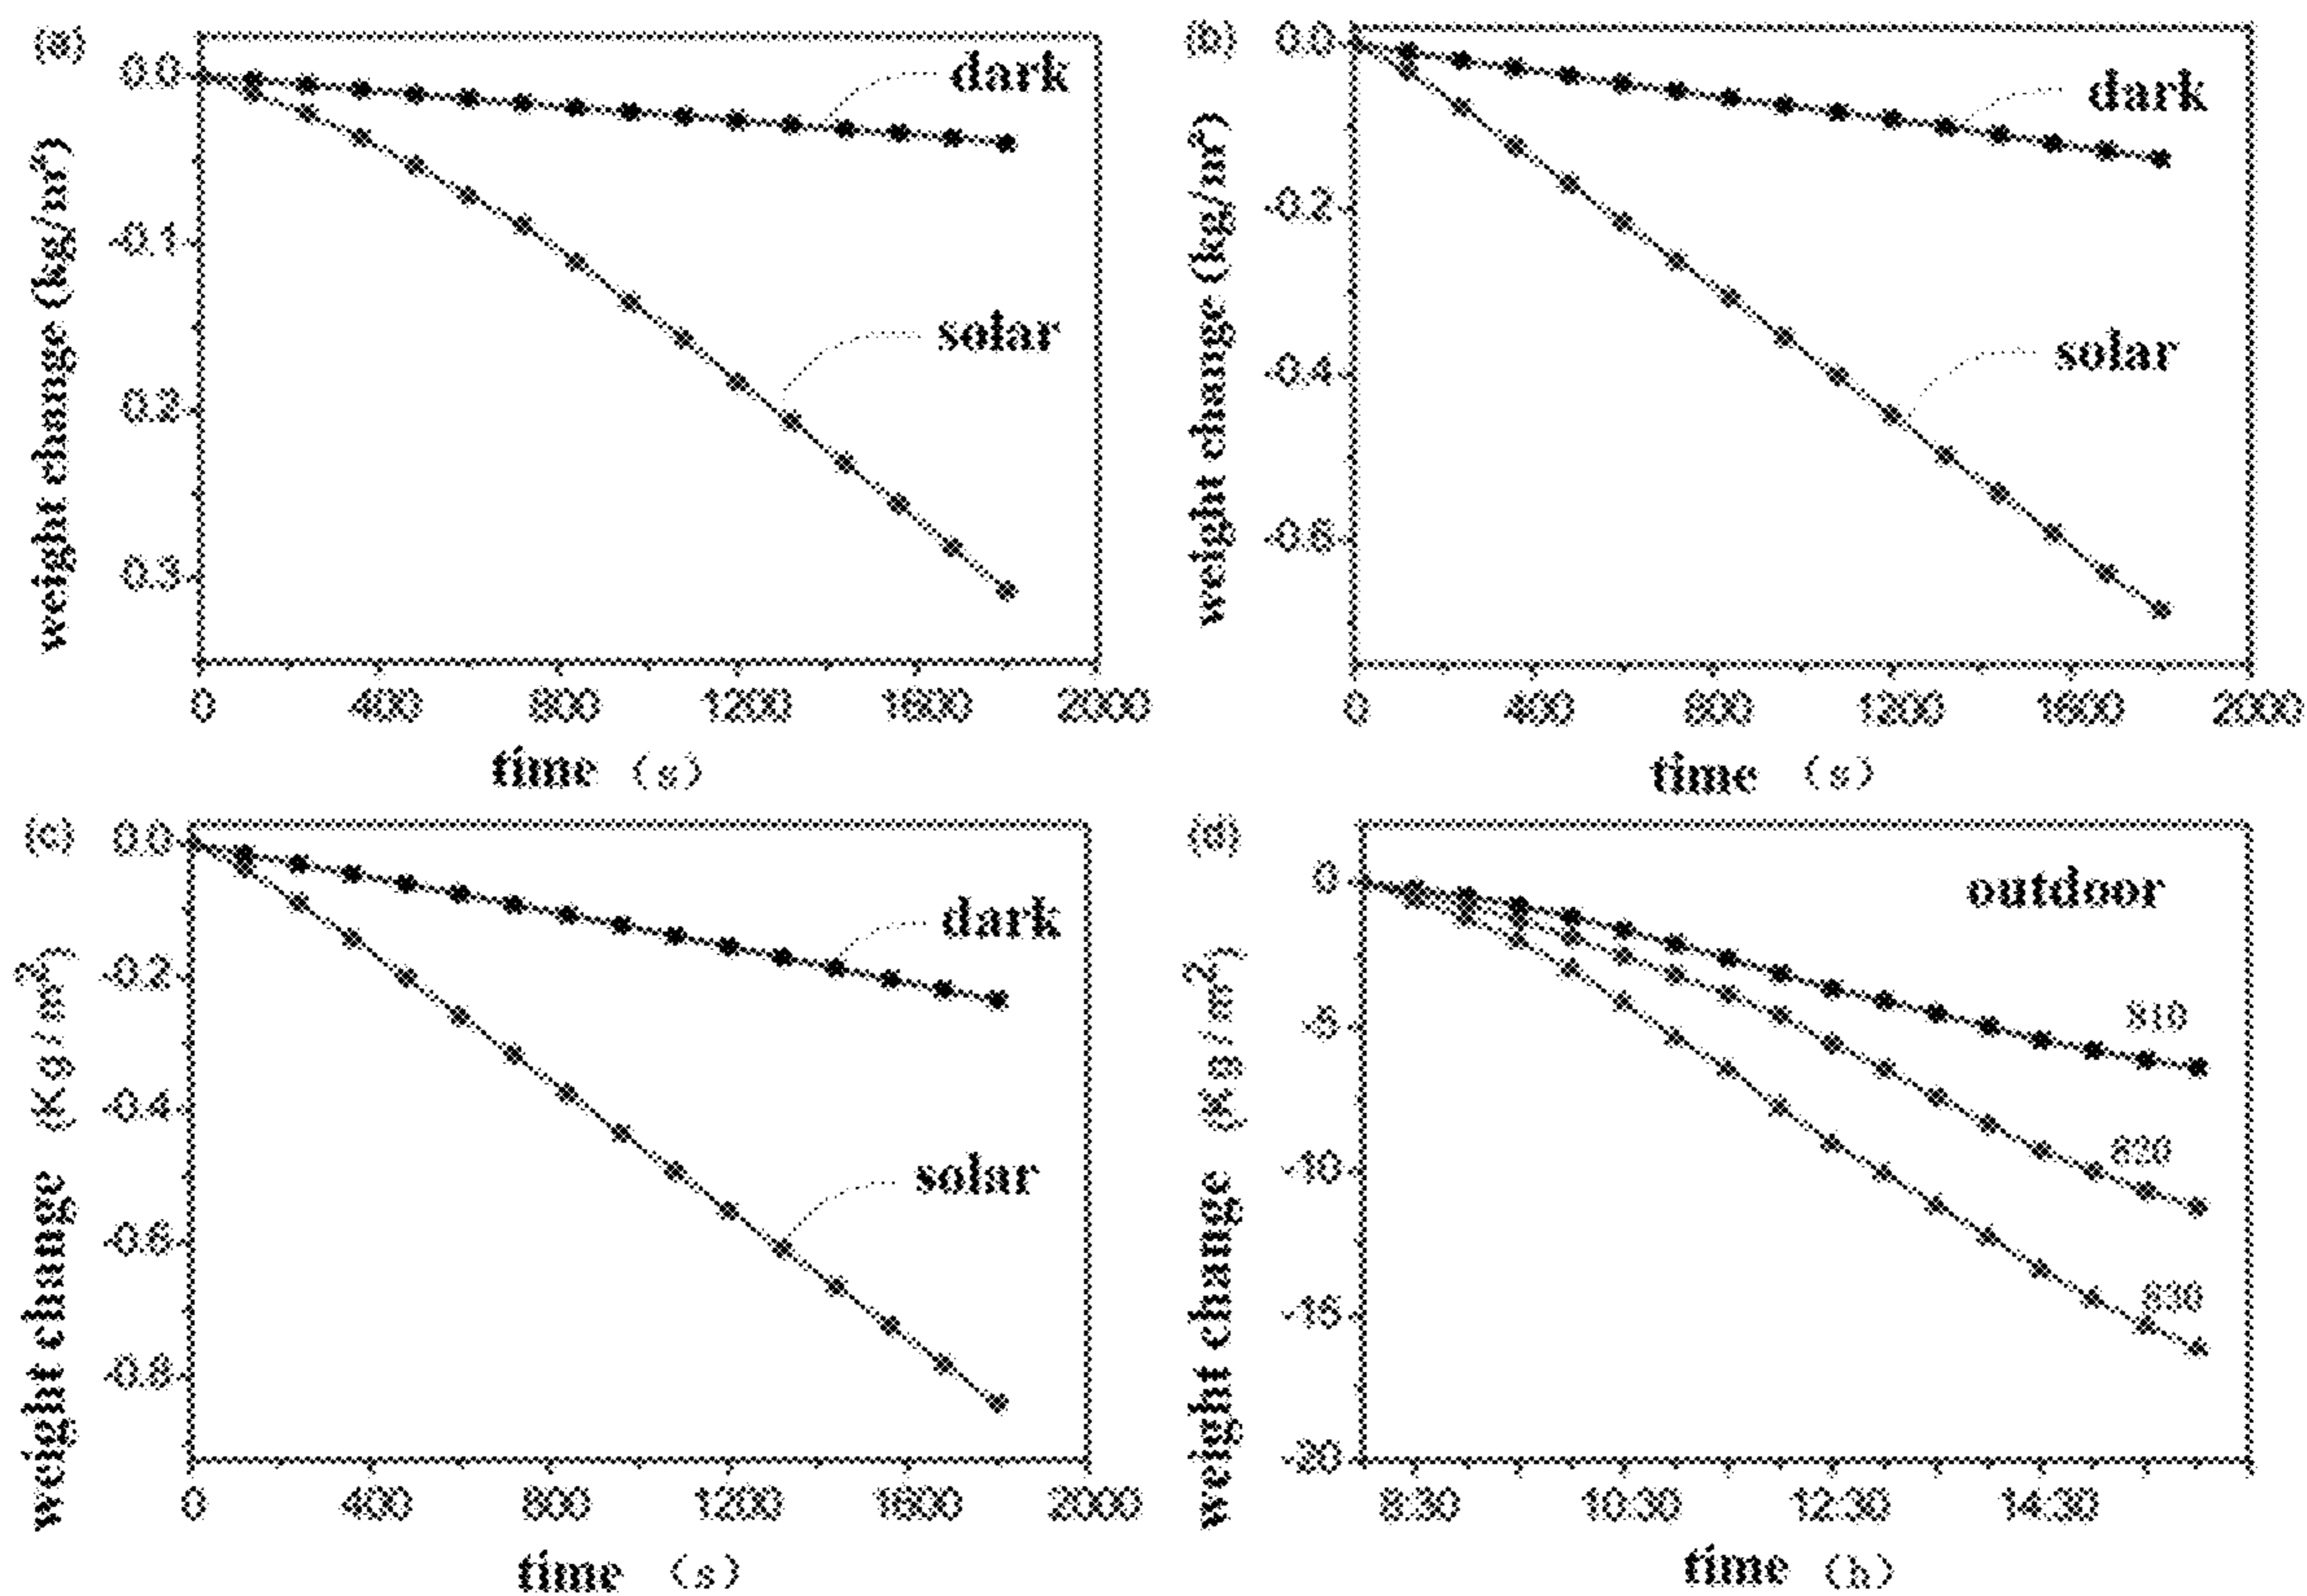 (a)
0.0
-0.1
0.2
0.3
weight change (kg/m²)
dark
solar
0 400 800 1200 1600 2000
time (s)
(b)
0.0
-0.2
-0.4
-0.6
weight change (kg/m²)
dark
solar
0 400 800 1200 1600 2000
time (s)
(c)
0.0
-0.2
-0.4
-0.6
-0.8
weight change (Kg/m²)
dark
solar
0 400 800 1200 1600 2000
time (s)
0
-5
-10
-15
-20
weight change (Kg/m²)
outdoor
810
830
8:30 10:30 12:30 14:30
time (h)